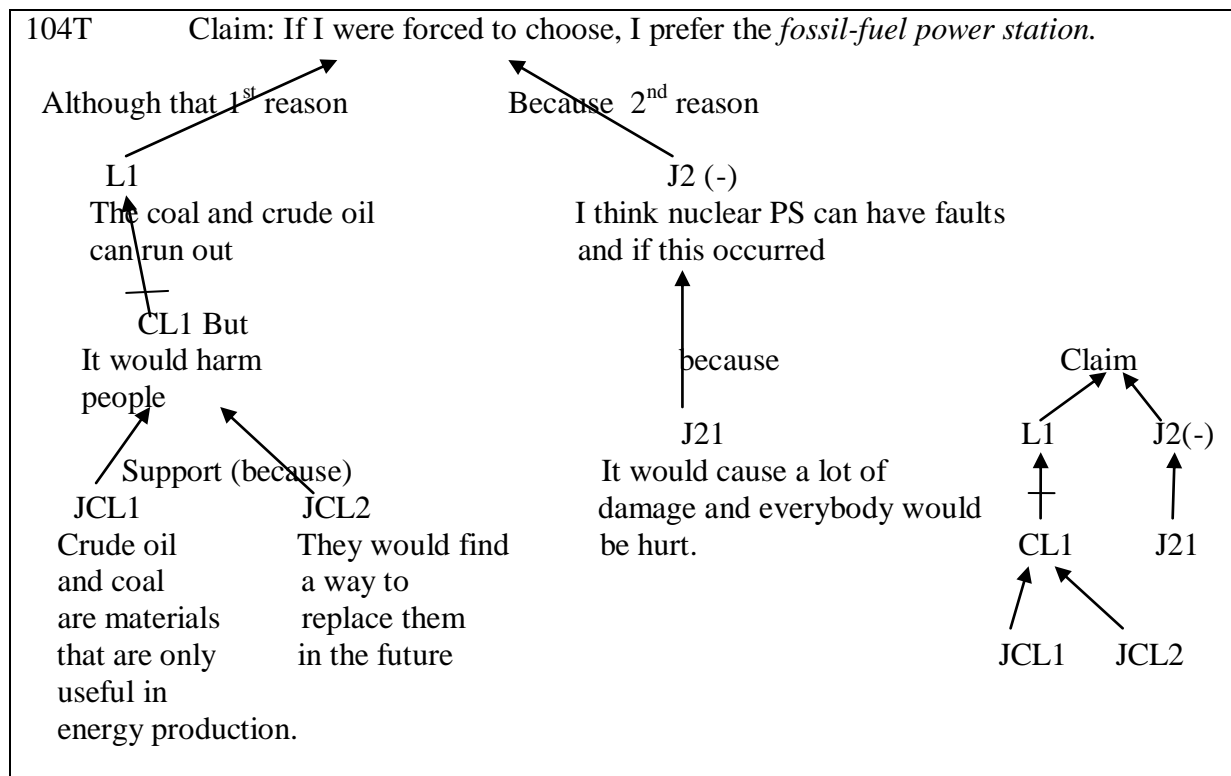 104T Claim: If I were forced to choose, I prefer the fossil-fuel power station.
Although that 1st reason
Because 2nd reason
L1
The coal and crude oil
can run out
CL1 But
It would harm
people
Support (because)
JCL1
Crude oil
and coal
are materials
that are only
useful in
energy production.
JCL2
They would find
a way to
replace them
in the future
J2 (-)
I think nuclear PS can have faults
and if this occurred
because
J21
It would cause a lot of
damage and everybody would
be hurt.
Claim
L1
J2(-)
CL1
J21
JCL1
JCL2